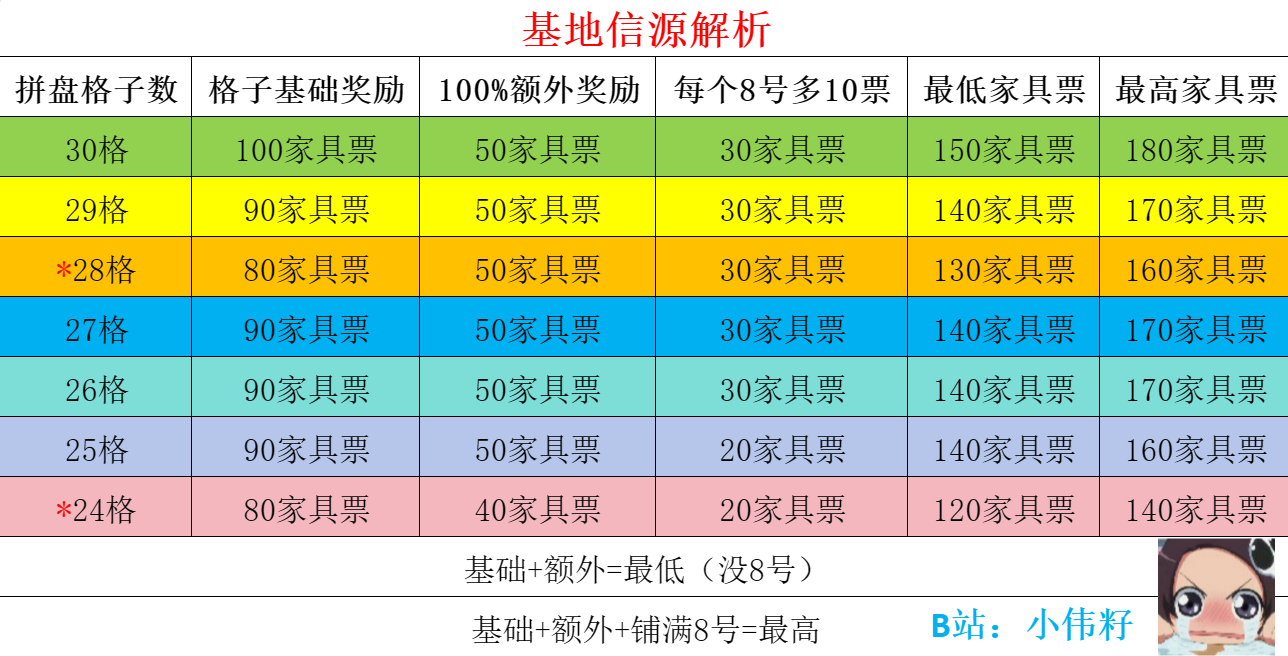 基地信源解析
拼盘格子数 格子基础奖励 100%额外奖励 每个8号多10票 最低家具票 最高家具票
30格 100家具票 50家具票 30家具票 150家具票 180家具票
29格 90家具票 50家具票 30家具票 140家具票 170家具票
*28格 80家具票 50家具票 30家具票 130家具票 160家具票
27格 90家具票 50家具票 30家具票 140家具票 170家具票
26格 90家具票 50家具票 30家具票 140家具票 170家具票
25格 90家具票 50家具票 20家具票 140家具票 160家具票
*24格 80家具票 40家具票 20家具票 120家具票 140家具票
基础+额外=最低（没8号）
基础+额外+铺满8号=最高
B站：小伟籽